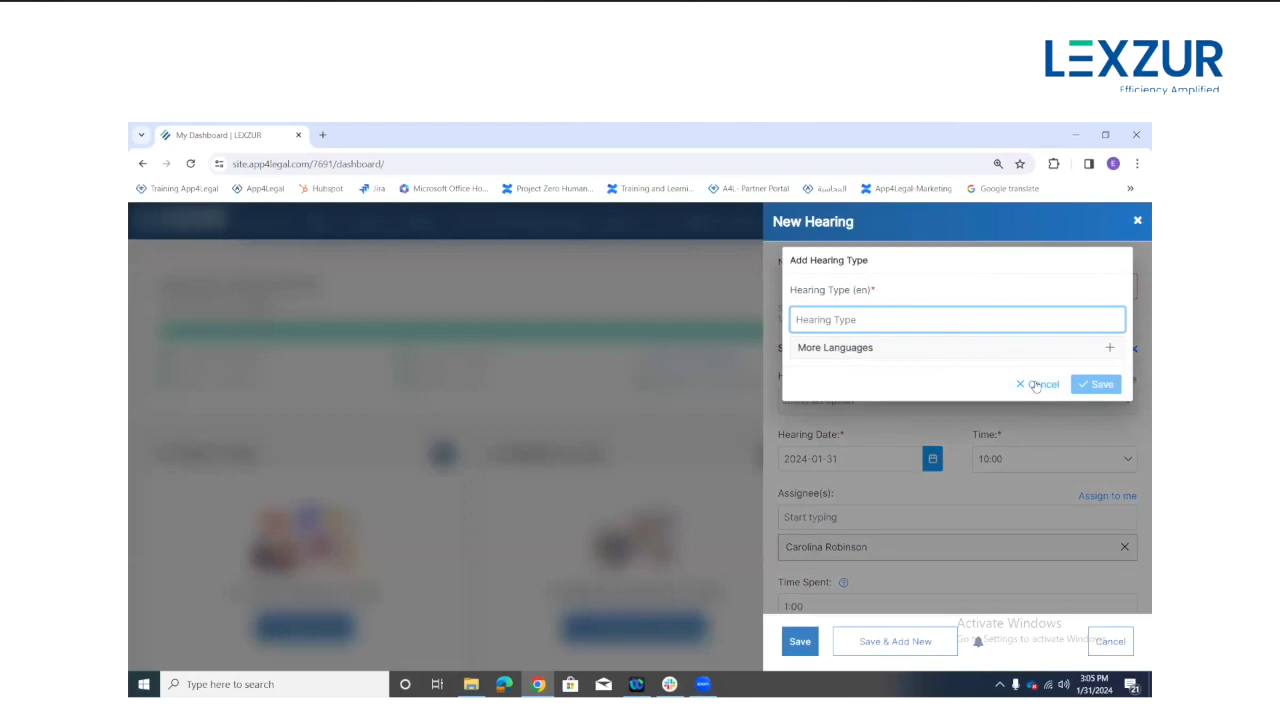 LEXZUR
Efficiency Amplified
My Dashboard | LEXZUR
site.app4legal.com/7691/dashboard/
E
Training App4Legal
App4Legal
Hubspot
Jira
Microsoft Office Ho...
Project Zero Human...
Training and Learni...
A4L- Partner Portal
المحاسبة
App4Legal-Marketing
Google translate
New Hearing
Add Hearing Type
Hearing Type (en)*
Hearing Type
More Languages
Cancel
Save
Hearing Date:*
Time:*
2024-01-31
10:00
Assignee(s):
Assign to me
Start typing
Carolina Robinson
Time Spent:
1:00
Activate Windows
Go to Settings to activate Windows.
Save
Save & Add New
Cancel
Type here to search
3:05 PM
1/31/2024
21